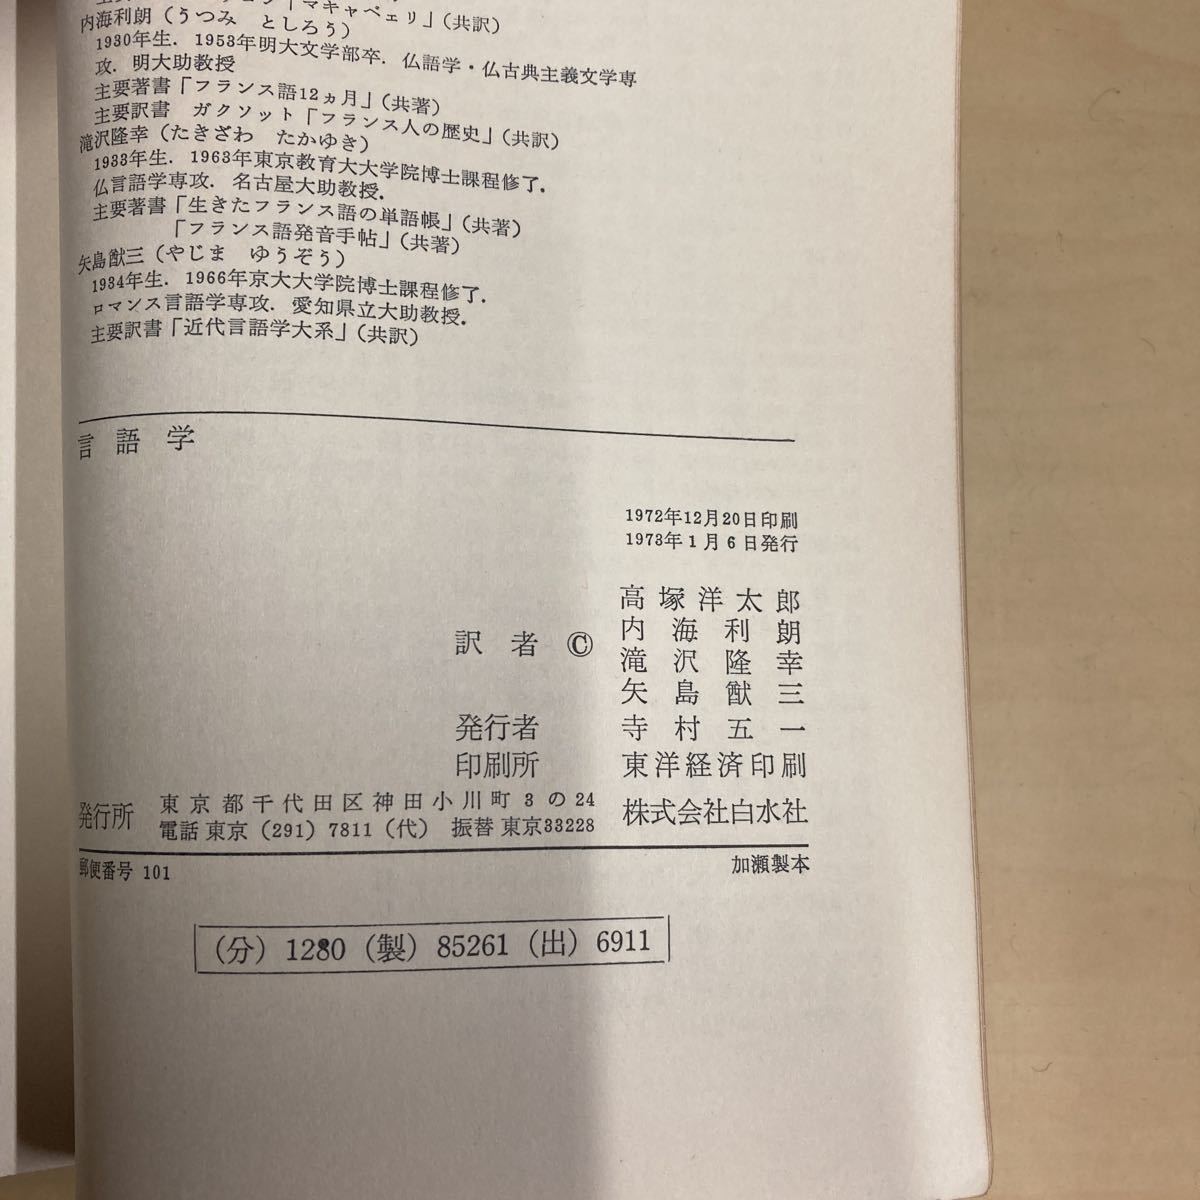 「マキャベェリ」(共訳)
内海利朗(うつみ としろう)
1930年生. 1953年明大文学部卒. 仏語学・仏古典主義文学専
攻. 明大助教授
主要著書「フランス語12ヵ月」(共著)
主要訳書 ガクソット「フランス人の歴史」(共訳)
滝沢隆幸(たきざわ たかゆき)
1933年生. 1963年東京教育大大学院博士課程修了.
仏言語学専攻. 名古屋大助教授.
主要著書「生きたフランス語の単語帳」(共著)
「フランス語発音手帖」(共著)
矢島猷三(やじま ゆうぞう)
1934年生. 1966年京大大学院博士課程修了.
ロマンス言語学専攻. 愛知県立大助教授.
主要訳書「近代言語学大系」(共訳)
言語学
1972年12月20日印刷
1973年1月6日発行
訳者 © 高塚洋太郎
内海利朗
滝沢隆幸
矢島猷三
発行者 寺村五一
印刷所 東洋経済印刷
発行所 東京都千代田区神田小川町3の24
電話 東京 (291) 7811 (代) 振替 東京33228
株式会社白水社
郵便番号 101
加瀬製本
(分) 1280 (製) 85261 (出) 6911